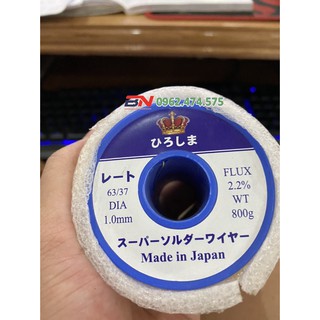 BN 0962.474.575
ひろしま
レート
63/37
DIA
1.0mm
FLUX
2.2%
WT
800g
スーパーソルダーワイヤー
Made in Japan